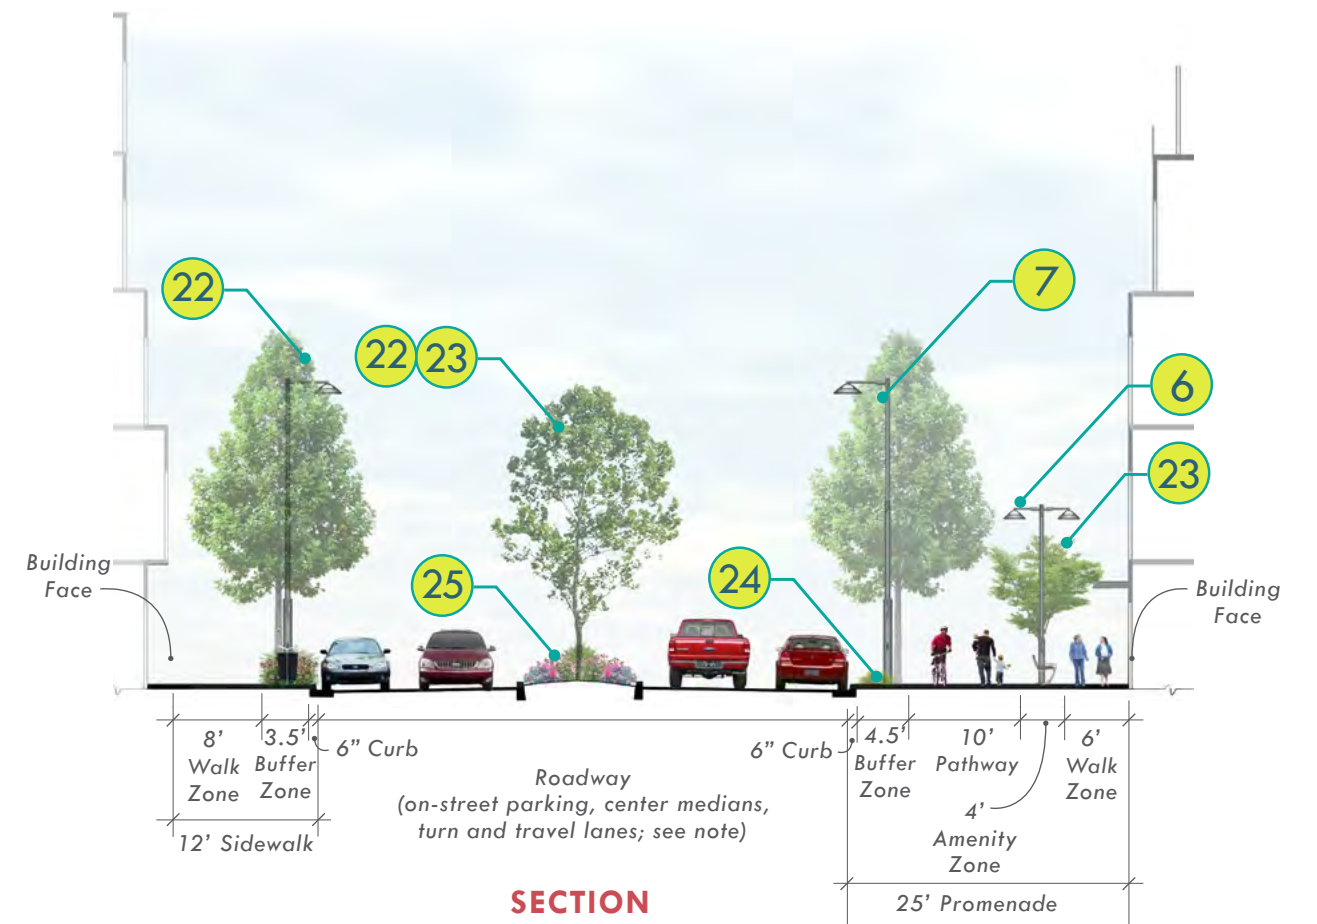 22
7
22 23
6
23
Building
Face
25
24
Building
Face
8'
Walk
Zone
3.5'
Buffer
Zone
6” Curb
12' Sidewalk
Roadway
(on-street parking, center medians,
turn and travel lanes; see note)
6” Curb
4.5'
Buffer
Zone
10'
Pathway
4'
Amenity
Zone
6'
Walk
Zone
25' Promenade
SECTION